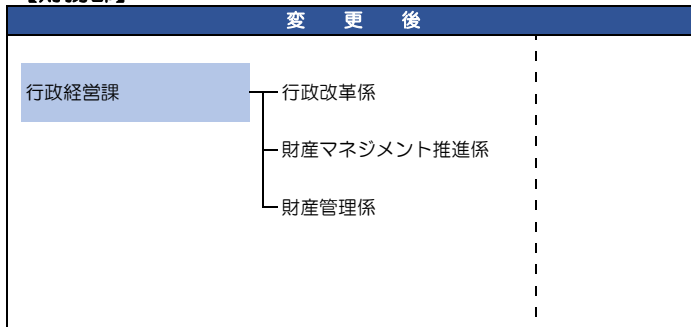 変更後
行政経営課
行政改革係
財産マネジメント推進係
財産管理係